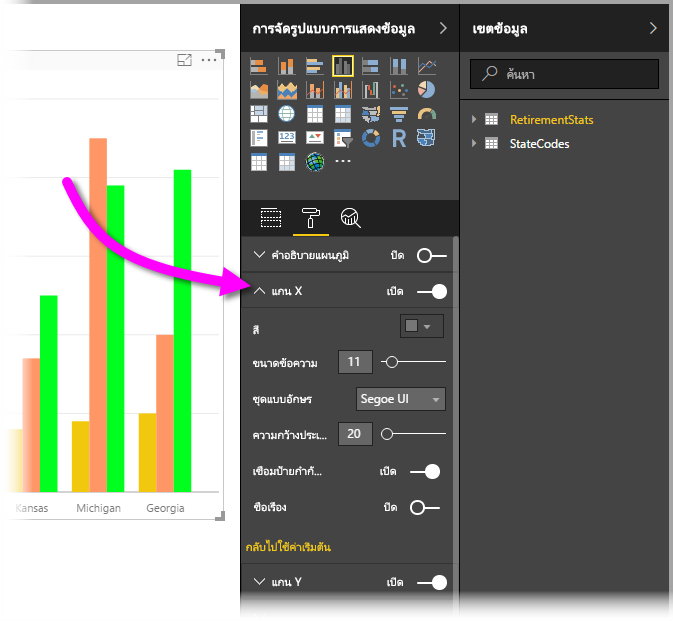 การจัดรูปแบบการแสดงข้อมูล
เขตข้อมูล
ค้นหา
RetirementStats
StateCodes
123
R
คำอธิบายแผนภูมิ ปิด
แกน X เปิด
สี
ขนาดข้อความ 11
ชุดแบบอักษร Segoe UI
ความกว้างประเ... 20
เชื่อมป้ายกำกั... เปิด
ชื่อเรื่อง ปิด
กลับไปใช้ค่าเริ่มต้น
แกน Y เปิด
Kansas Michigan Georgia